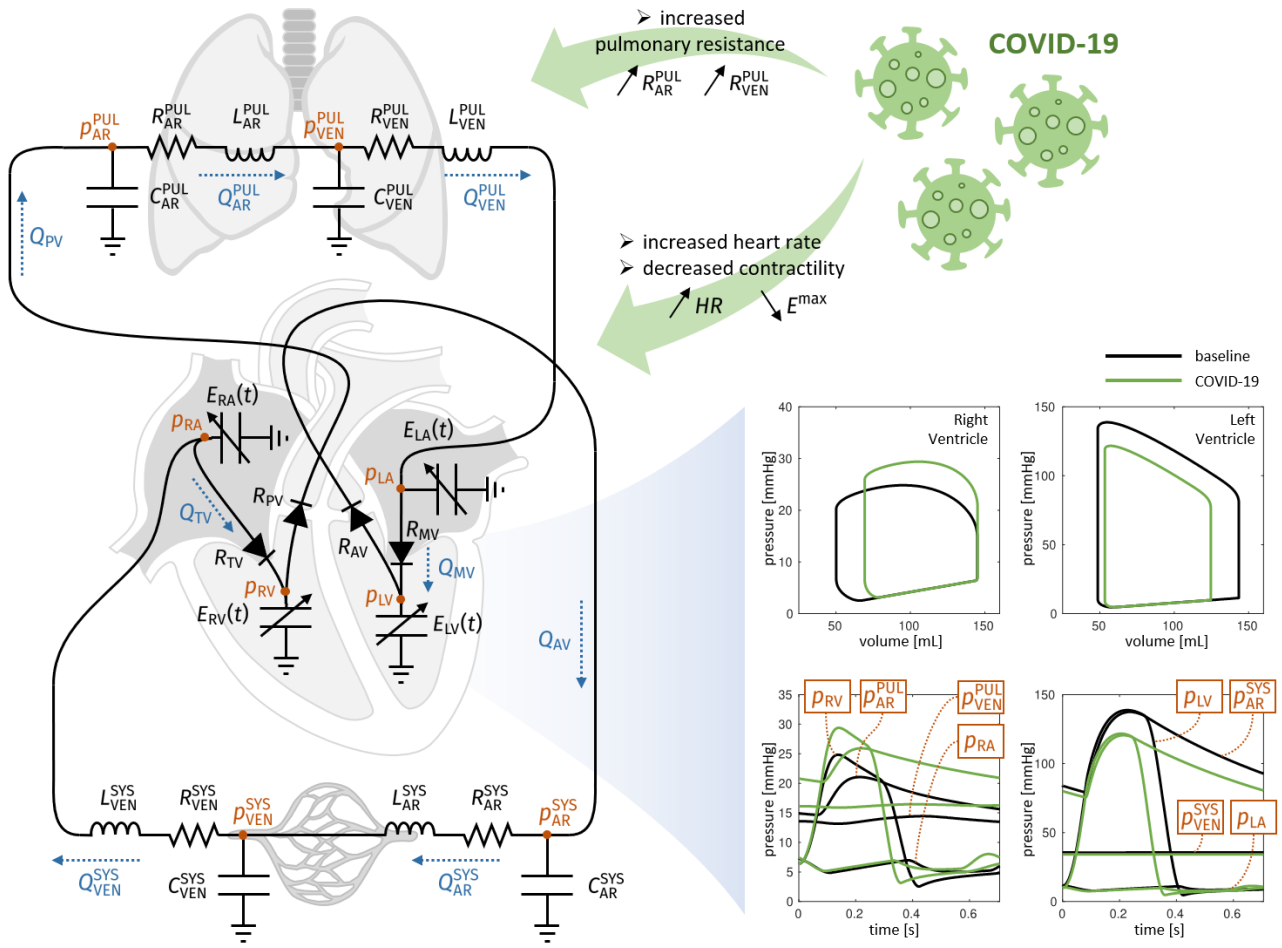 ➢ increased
pulmonary resistance
R_AR^PUL R_VEN^PUL
COVID-19
p_AR^PUL
R_AR^PUL
L_AR^PUL
p_VEN^PUL
R_VEN^PUL
L_VEN^PUL
C_AR^PUL
Q_AR^PUL
C_VEN^PUL
Q_VEN^PUL
Q_PV
➢ increased heart rate
➢ decreased contractility
HR E^max
E_RA(t)
p_RA
E_LA(t)
p_LA
Q_TV
R_PV
R_TV
R_AV
R_MV
Q_MV
p_RV
p_LV
E_RV(t)
E_LV(t)
Q_AV
L_VEN^SYS
R_VEN^SYS
p_VEN^SYS
L_AR^SYS
R_AR^SYS
p_AR^SYS
Q_VEN^SYS
C_VEN^SYS
Q_AR^SYS
C_AR^SYS
baseline
COVID-19
Right
Ventricle
pressure [mmHg]
40
30
20
10
0
50 100 150
volume [mL]
Left
Ventricle
pressure [mmHg]
150
100
50
0
50 100 150
volume [mL]
p_RV
p_AR^PUL
p_VEN^PUL
p_RA
pressure [mmHg]
35
30
25
20
15
10
5
0
0 0.2 0.4 0.6
time [s]
p_LV
p_AR^SYS
p_VEN^SYS
p_LA
pressure [mmHg]
150
100
50
0
0 0.2 0.4 0.6
time [s]